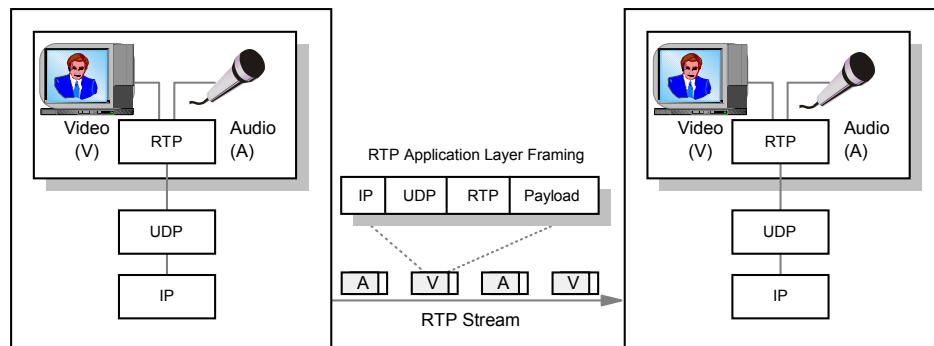 Video
(V)
RTP
Audio
(A)
UDP
IP
RTP Application Layer Framing
IP UDP RTP Payload
A V A V
RTP Stream
Video
(V)
RTP
Audio
(A)
UDP
IP